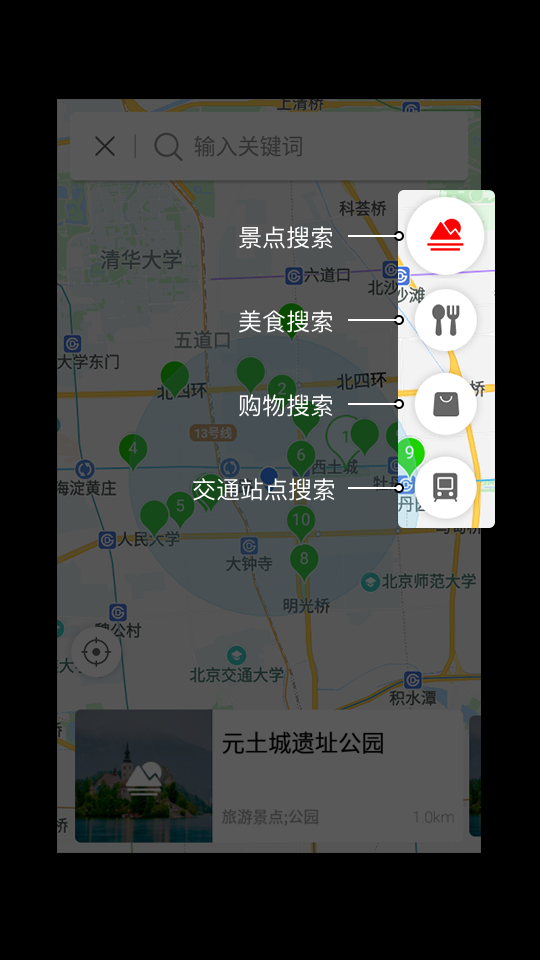 上清桥
输入关键词
科荟桥
景点搜索
清华大学
六道口
北沙
沙滩
美食搜索
五道口
大学东门
北四环
北四环
桥
2
购物搜索
13号线
1
4
6
9
西土城
海淀黄庄
交通站点搜索
牡丹
丹
5
10
人民大学
大钟寺
8
北京师范大学
明光桥
魏公村
北京交通大学
积水潭
元土城遗址公园
旅游景点;公园
1.0km